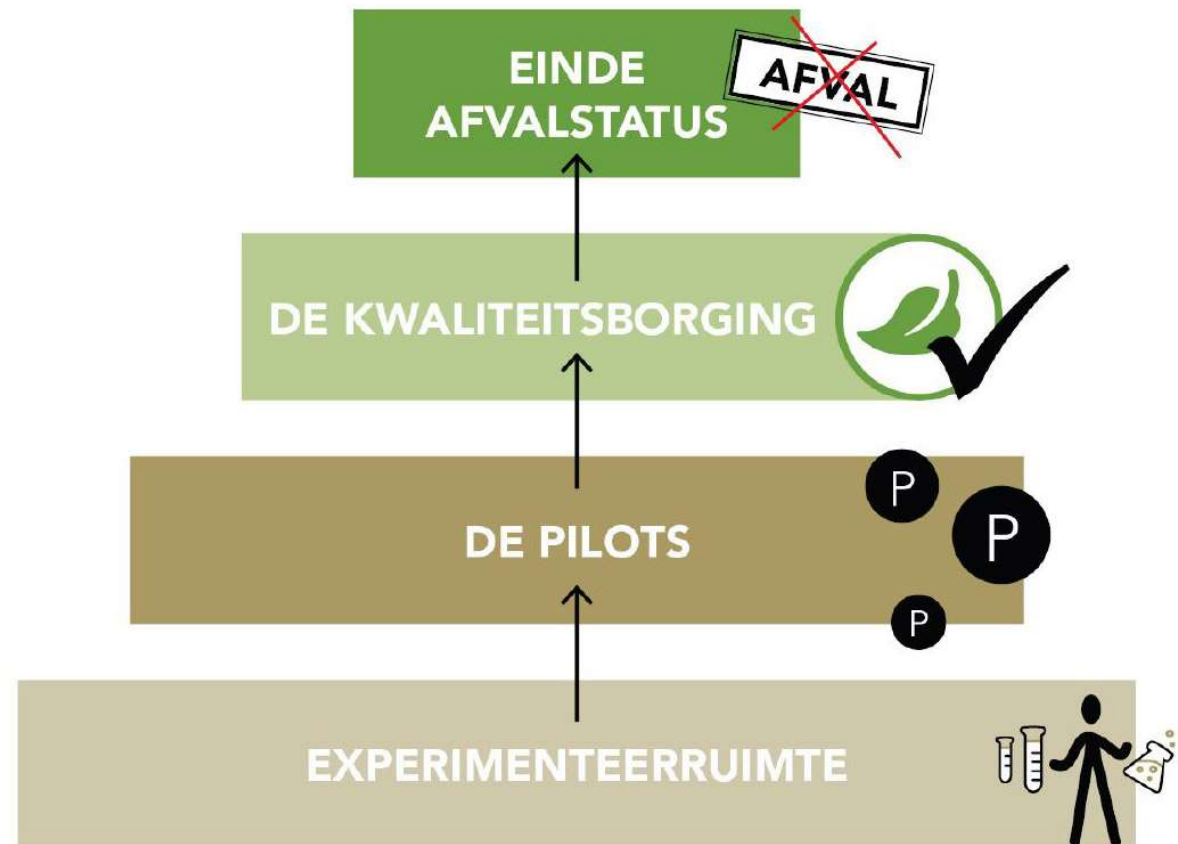 EINDE
AFVALSTATUS
AFVAL
DE KWALITEITSBORGING
P
DE PILOTS
P
P
EXPERIMENTEERRUIMTE